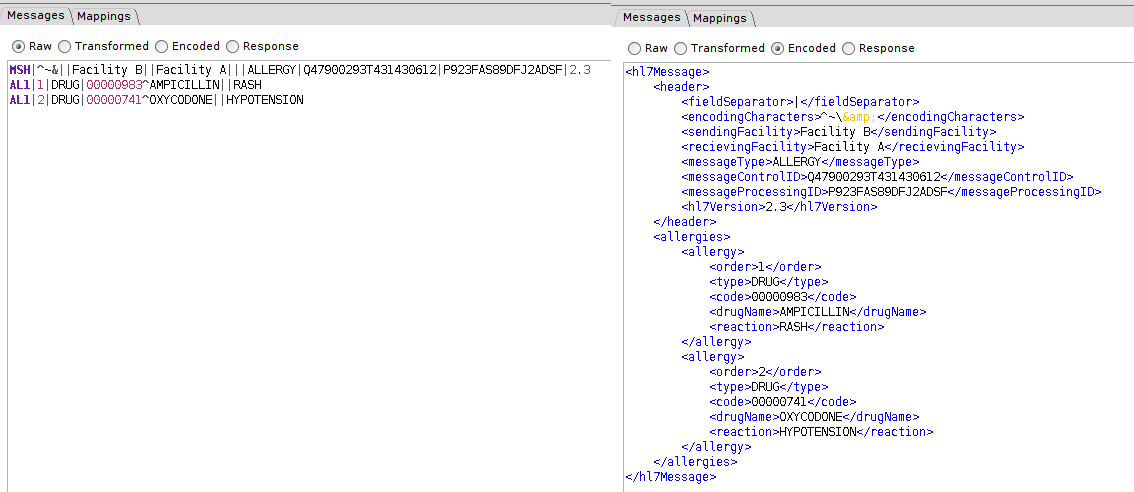 Messages Mappings
Raw Transformed Encoded Response
MSH|^~&||Facility B||Facility A|||ALLERGY|Q47900293T431430612|P923FAS89DFJ2ADSF|2.3
AL1|1|DRUG|00000983^AMPICILLIN||RASH
AL1|2|DRUG|00000741^OXYCODONE||HYPOTENSION
Messages Mappings
Raw Transformed Encoded Response
<hl7Message>
<header>
<fieldSeparator>|</fieldSeparator>
<encodingCharacters>^~\&amp;</encodingCharacters>
<sendingFacility>Facility B</sendingFacility>
<recievingFacility>Facility A</recievingFacility>
<messageType>ALLERGY</messageType>
<messageControlID>Q47900293T431430612</messageControlID>
<messageProcessingID>P923FAS89DFJ2ADSF</messageProcessingID>
<hl7Version>2.3</hl7Version>
</header>
<allergies>
<allergy>
<order>1</order>
<type>DRUG</type>
<code>00000983</code>
<drugName>AMPICILLIN</drugName>
<reaction>RASH</reaction>
</allergy>
<allergy>
<order>2</order>
<type>DRUG</type>
<code>00000741</code>
<drugName>OXYCODONE</drugName>
<reaction>HYPOTENSION</reaction>
</allergy>
</allergies>
</hl7Message>